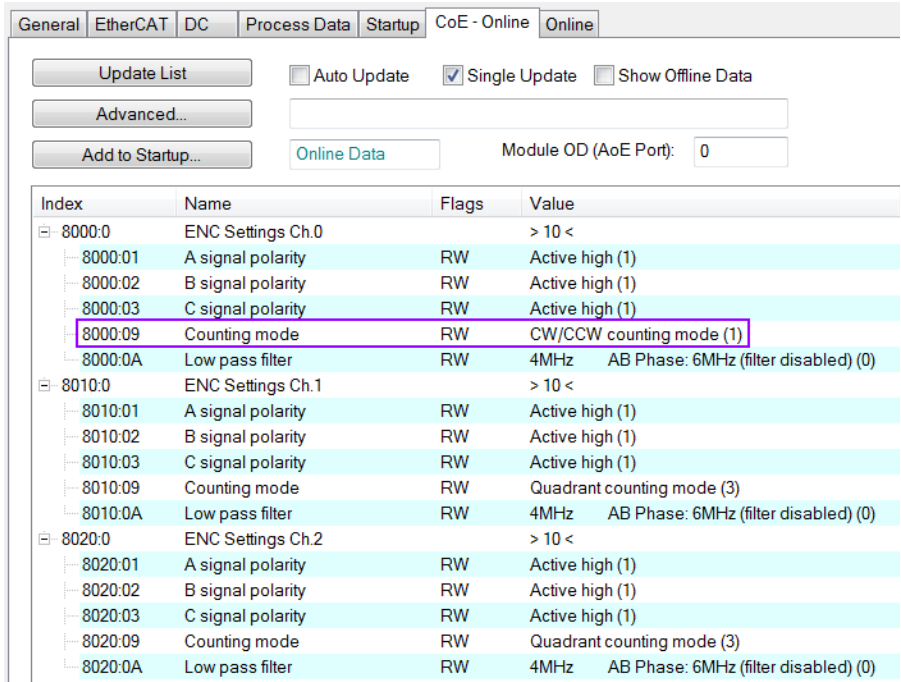 General EtherCAT DC Process Data Startup CoE - Online Online
Update List Auto Update Single Update Show Offline Data
Advanced...
Add to Startup... Online Data Module OD (AoE Port): 0
Index Name Flags Value
8000:0 ENC Settings Ch.0 > 10 <
8000:01 A signal polarity RW Active high (1)
8000:02 B signal polarity RW Active high (1)
8000:03 C signal polarity RW Active high (1)
8000:09 Counting mode RW CW/CCW counting mode (1)
8000:0A Low pass filter RW 4MHz AB Phase: 6MHz (filter disabled) (0)
8010:0 ENC Settings Ch.1 > 10 <
8010:01 A signal polarity RW Active high (1)
8010:02 B signal polarity RW Active high (1)
8010:03 C signal polarity RW Active high (1)
8010:09 Counting mode RW Quadrant counting mode (3)
8010:0A Low pass filter RW 4MHz AB Phase: 6MHz (filter disabled) (0)
8020:0 ENC Settings Ch.2 > 10 <
8020:01 A signal polarity RW Active high (1)
8020:02 B signal polarity RW Active high (1)
8020:03 C signal polarity RW Active high (1)
8020:09 Counting mode RW Quadrant counting mode (3)
8020:0A Low pass filter RW 4MHz AB Phase: 6MHz (filter disabled) (0)